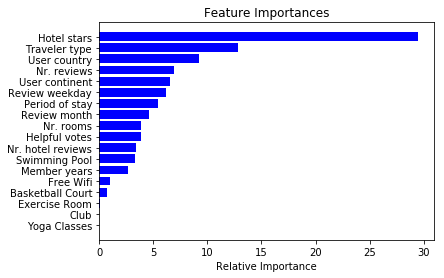 Feature Importances
Hotel stars
Traveler type
User country
Nr. reviews
User continent
Review weekday
Period of stay
Review month
Nr. rooms
Helpful votes
Nr. hotel reviews
Swimming Pool
Member years
Free Wifi
Basketball Court
Exercise Room
Club
Yoga Classes
0 5 10 15 20 25 30
Relative Importance